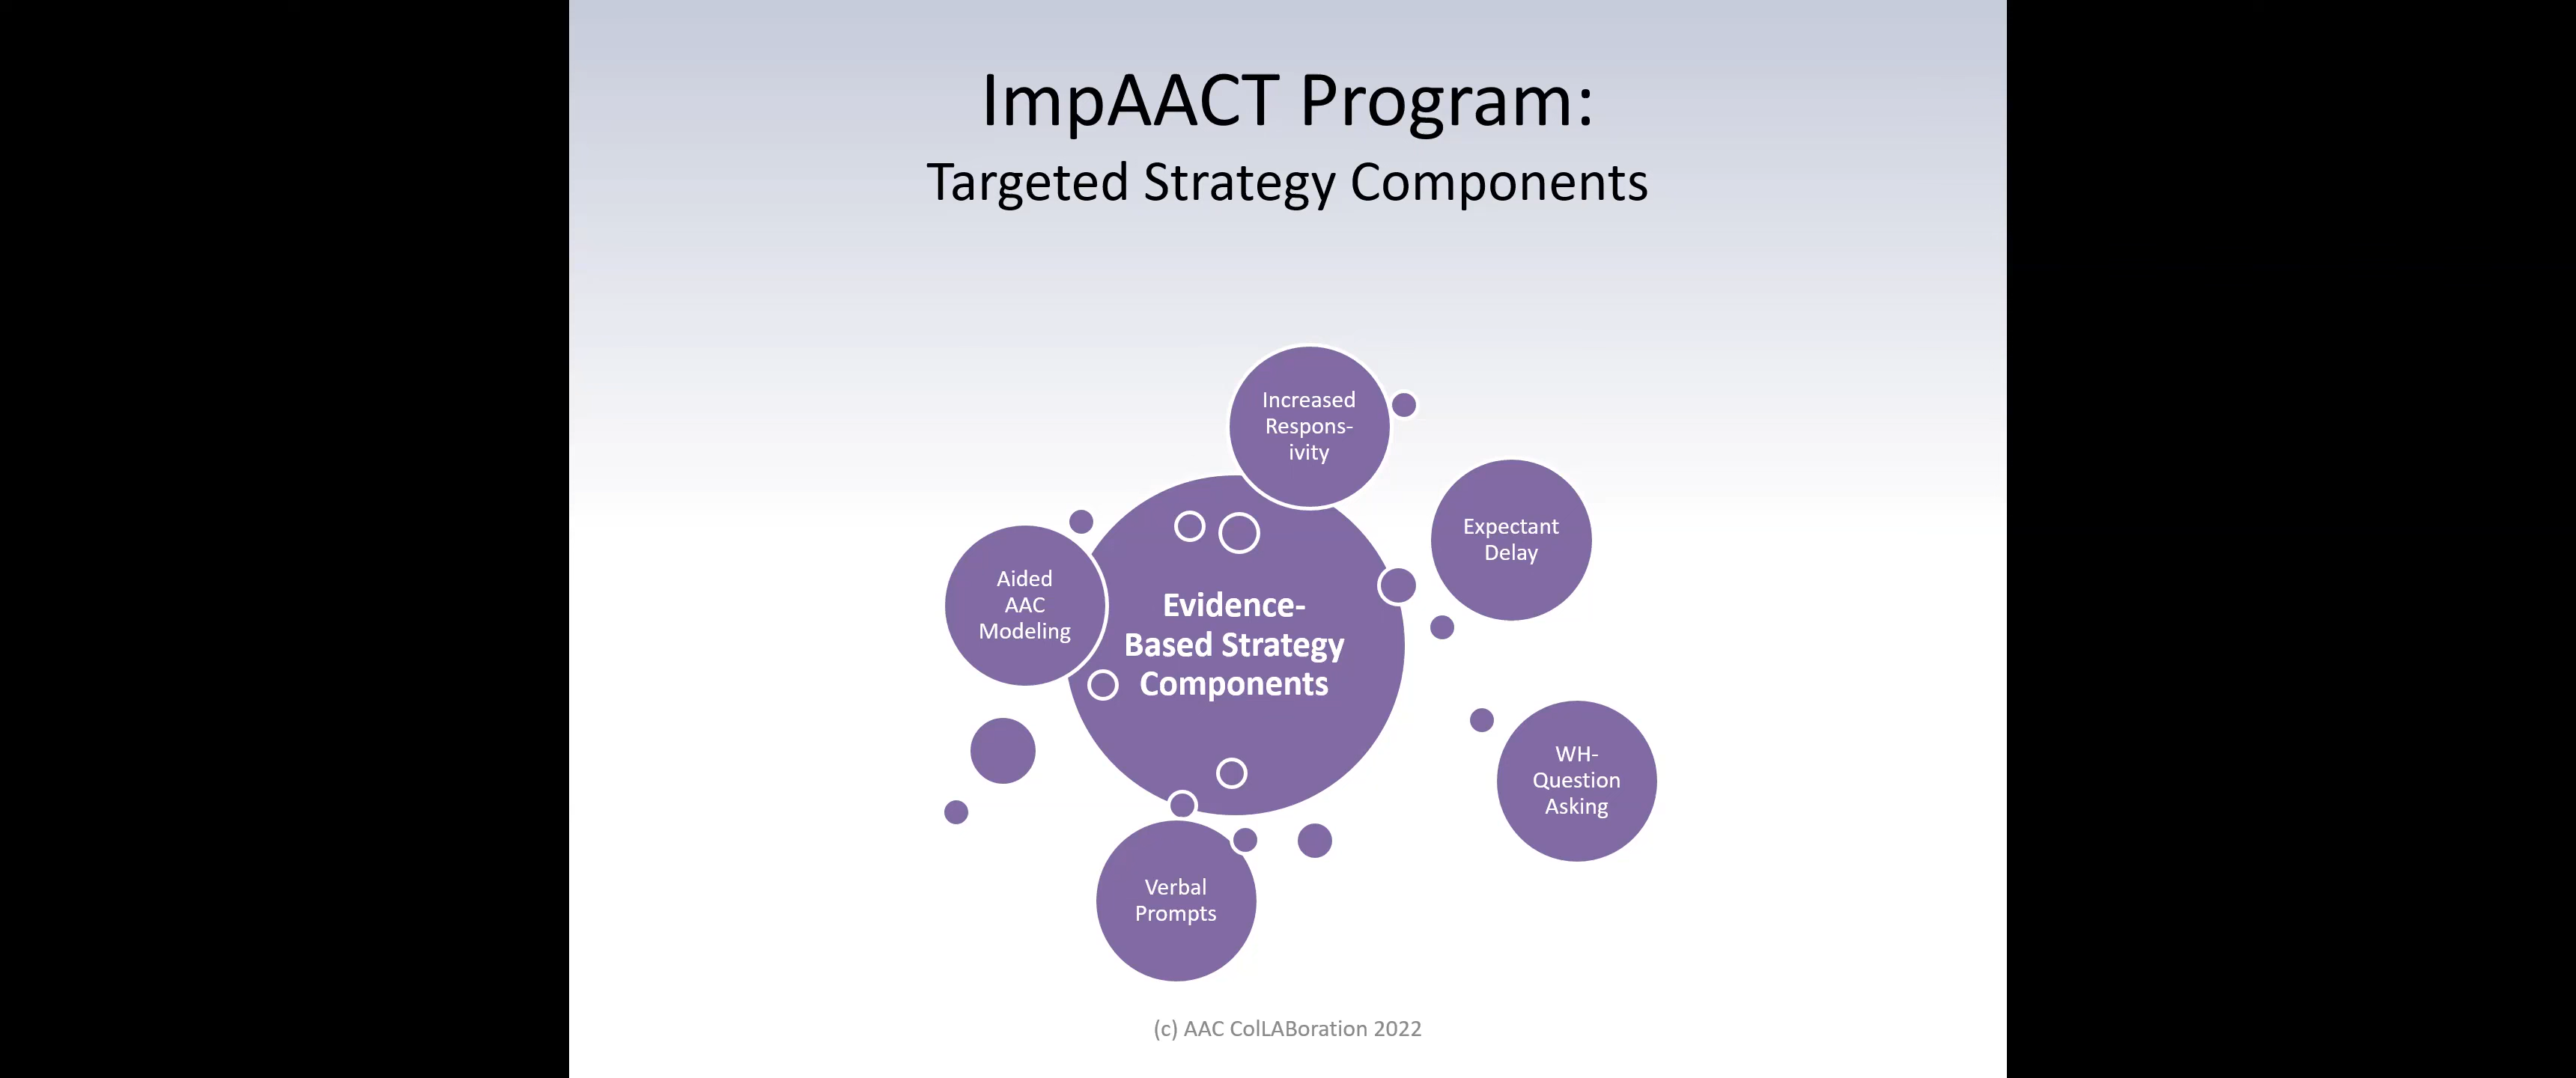 ImpAACT Program:
Targeted Strategy Components
Increased
Respons-
ivity
Expectant
Delay
Aided
AAC
Modeling
Evidence-
Based Strategy
Components
WH-
Question
Asking
Verbal
Prompts
(c) AAC ColLABoration 2022